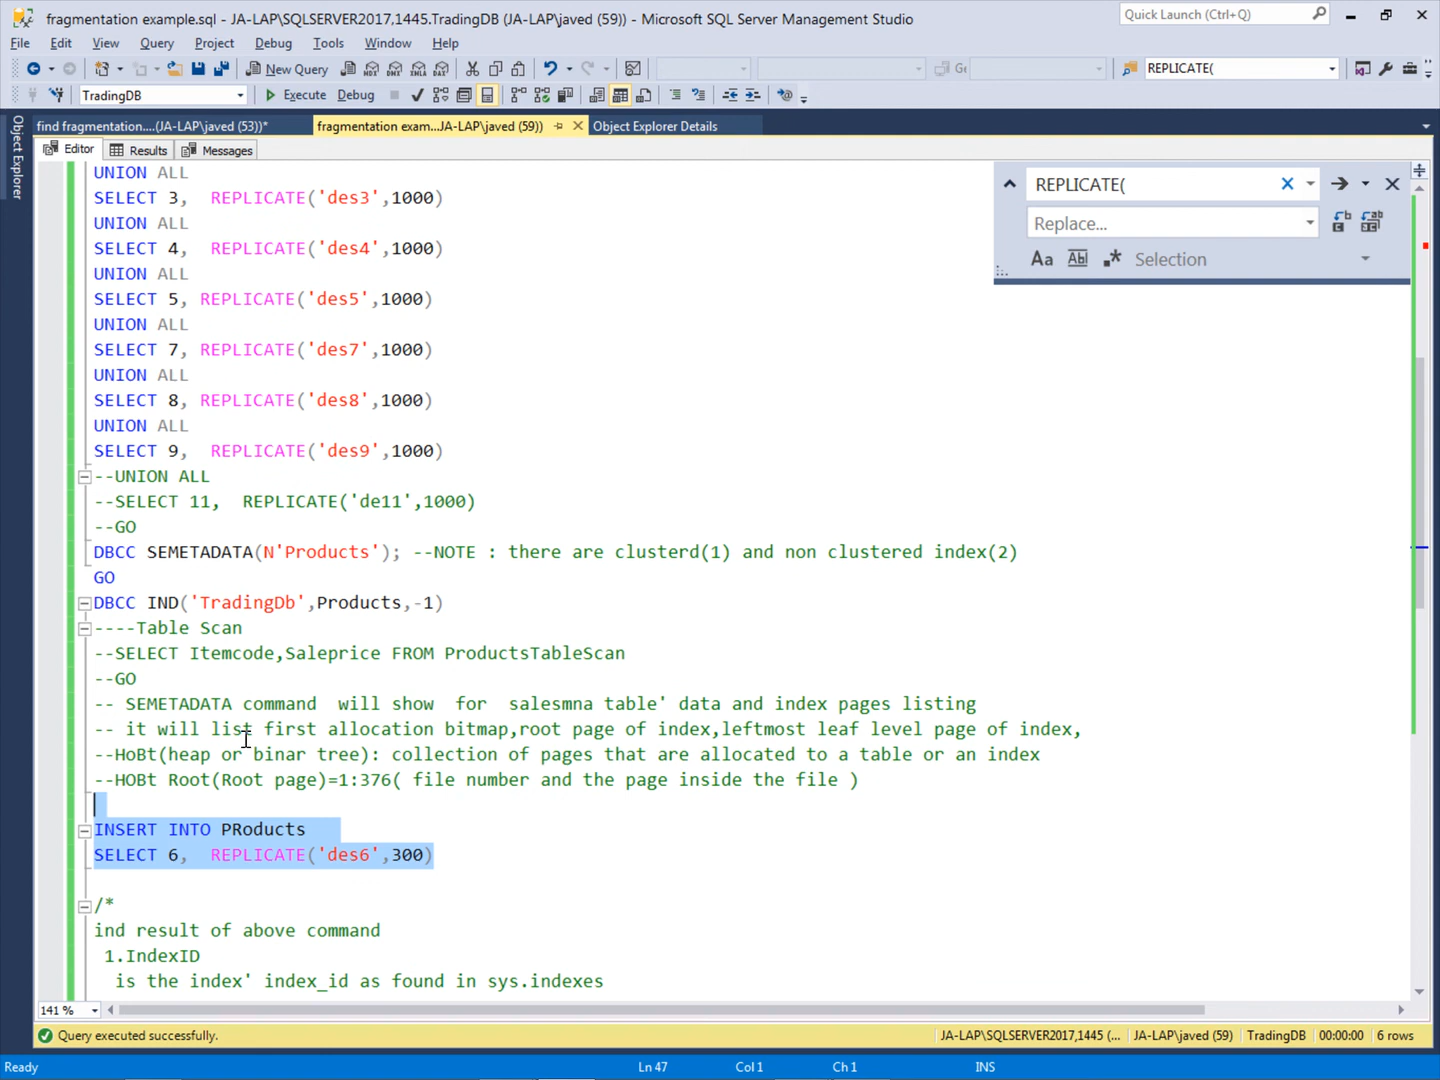 fragmentation example.sql - JA-LAP\SQLSERVER2017,1445.TradingDB (JA-LAP\javed (59)) - Microsoft SQL Server Management Studio
Quick Launch (Ctrl+Q)
File Edit View Query Project Debug Tools Window Help
New Query
REPLICATE(
TradingDB
Execute Debug
Object Explorer
find fragmentation....(JA-LAP\javed (53))*
fragmentation exam...JA-LAP\javed (59))
Object Explorer Details
Editor Results Messages
REPLICATE(
Replace...
Aa Selection
UNION ALL
SELECT 3,  REPLICATE('des3',1000)
UNION ALL
SELECT 4,  REPLICATE('des4',1000)
UNION ALL
SELECT 5, REPLICATE('des5',1000)
UNION ALL
SELECT 7, REPLICATE('des7',1000)
UNION ALL
SELECT 8, REPLICATE('des8',1000)
UNION ALL
SELECT 9,  REPLICATE('des9',1000)
--UNION ALL
--SELECT 11,  REPLICATE('de11',1000)
--GO
DBCC SEMETADATA(N'Products'); --NOTE : there are clusterd(1) and non clustered index(2)
GO
DBCC IND('TradingDb',Products,-1)
----Table Scan
--SELECT Itemcode,Saleprice FROM ProductsTableScan
--GO
-- SEMETADATA command  will show  for  salesmna table' data and index pages listing
-- it will list first allocation bitmap,root page of index,leftmost leaf level page of index,
--HoBt(heap or binar tree): collection of pages that are allocated to a table or an index
--HOBt Root(Root page)=1:376( file number and the page inside the file )
INSERT INTO PRoducts
SELECT 6,  REPLICATE('des6',300)
/*
ind result of above command
1.IndexID
is the index' index_id as found in sys.indexes
141 %
Query executed successfully.
JA-LAP\SQLSERVER2017,1445 (... JA-LAP\javed (59) TradingDB 00:00:00 6 rows
Ready Ln 47 Col 1 Ch 1 INS